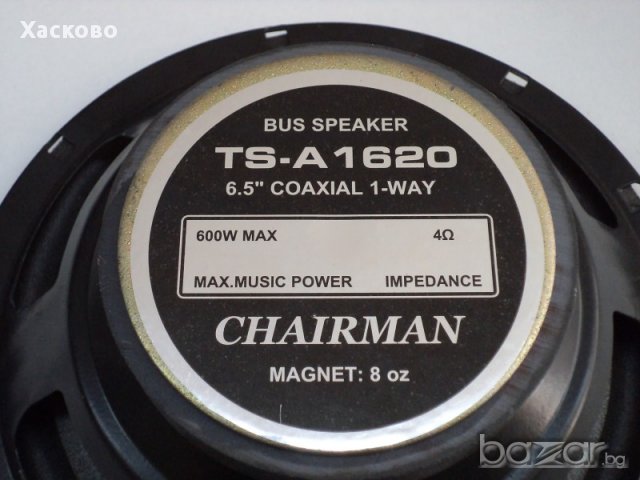 Хасково
BUS SPEAKER
TS-A1620
6.5" COAXIAL 1-WAY
600W MAX 4Ω
MAX.MUSIC POWER IMPEDANCE
CHAIRMAN
MAGNET: 8 oz
bazar.bg